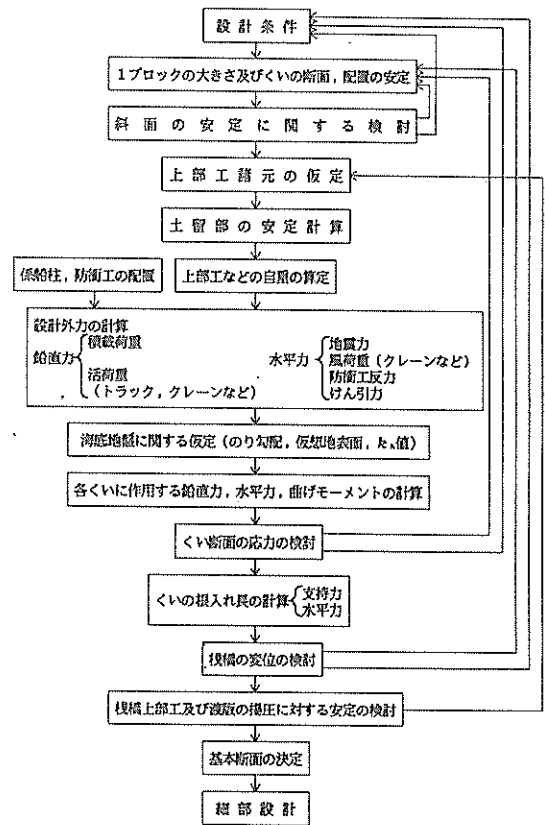 設計条件
1ブロックの大きさ及びくいの断面,配置の安定
斜面の安定に関する検討
上部工諸元の仮定
土留部の安定計算
係船柱,防衝工の配置
上部工などの自重の算定
設計外力の計算
鉛直力
積載荷重
活荷重
(トラック,クレーンなど)
水平力
地震力
風荷重(クレーンなど)
防衝工反力
けん引力
海底地盤に関する仮定(のり勾配,仮想地表面,kₕ値)
各くいに作用する鉛直力,水平力,曲げモーメントの計算
くい断面の応力の検討
くいの根入れ長の計算
支持力
水平力
桟橋の変位の検討
桟橋上部工及び渡版の揚圧に対する安定の検討
基本断面の決定
細部設計